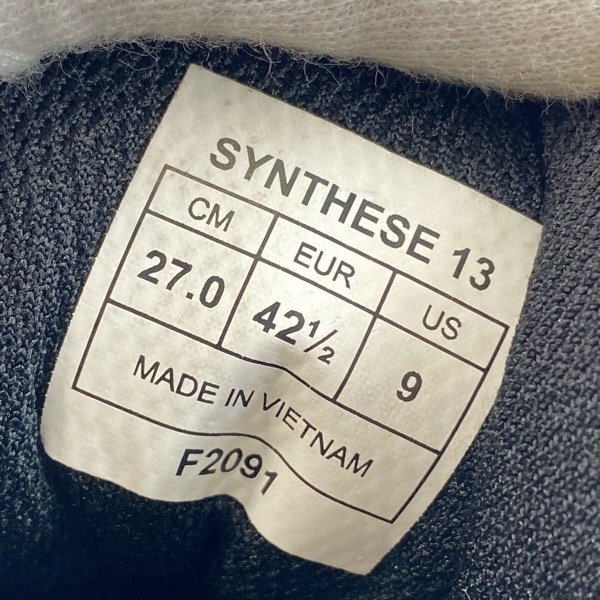 SYNTHESE 13
CM EUR US
27.0 42½ 9
MADE IN VIETNAM
F2091